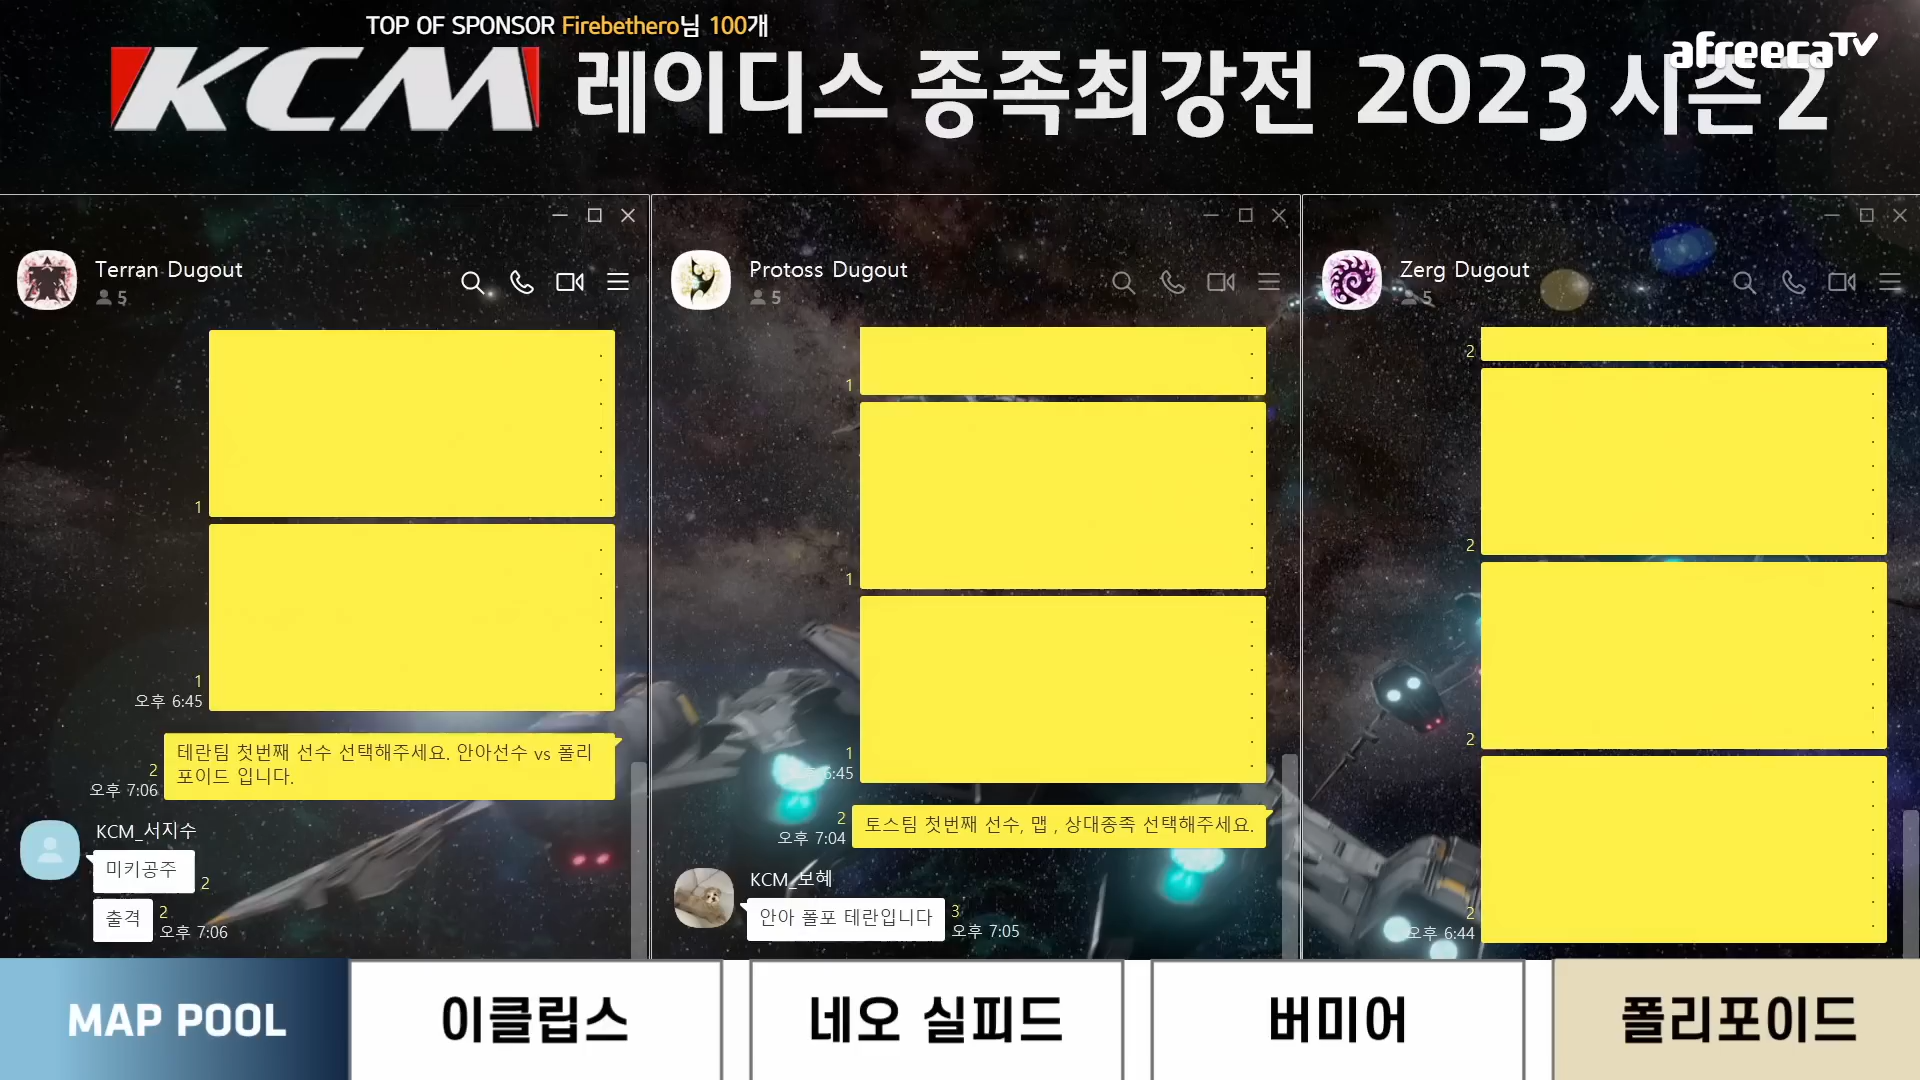 TOP OF SPONSOR Firebethero님 100개
afreecaTV
KCM 레이디스 종족최강전 2023 시즌2
Terran Dugout
5
1
1
오후 6:45
테란팀 첫번째 선수 선택해주세요. 안아선수 vs 폴리
포이드 입니다.
2
오후 7:06
KCM_서지수
미키공주
2
출격
2
오후 7:06
Protoss Dugout
5
1
1
1
6:45
토스팀 첫번째 선수, 맵 , 상대종족 선택해주세요.
2
오후 7:04
KCM_보혜
안아 폴포 테란입니다
3
오후 7:05
Zerg Dugout
5
2
2
2
2
오후 6:44
MAP POOL
이클립스
네오 실피드
버미어
폴리포이드